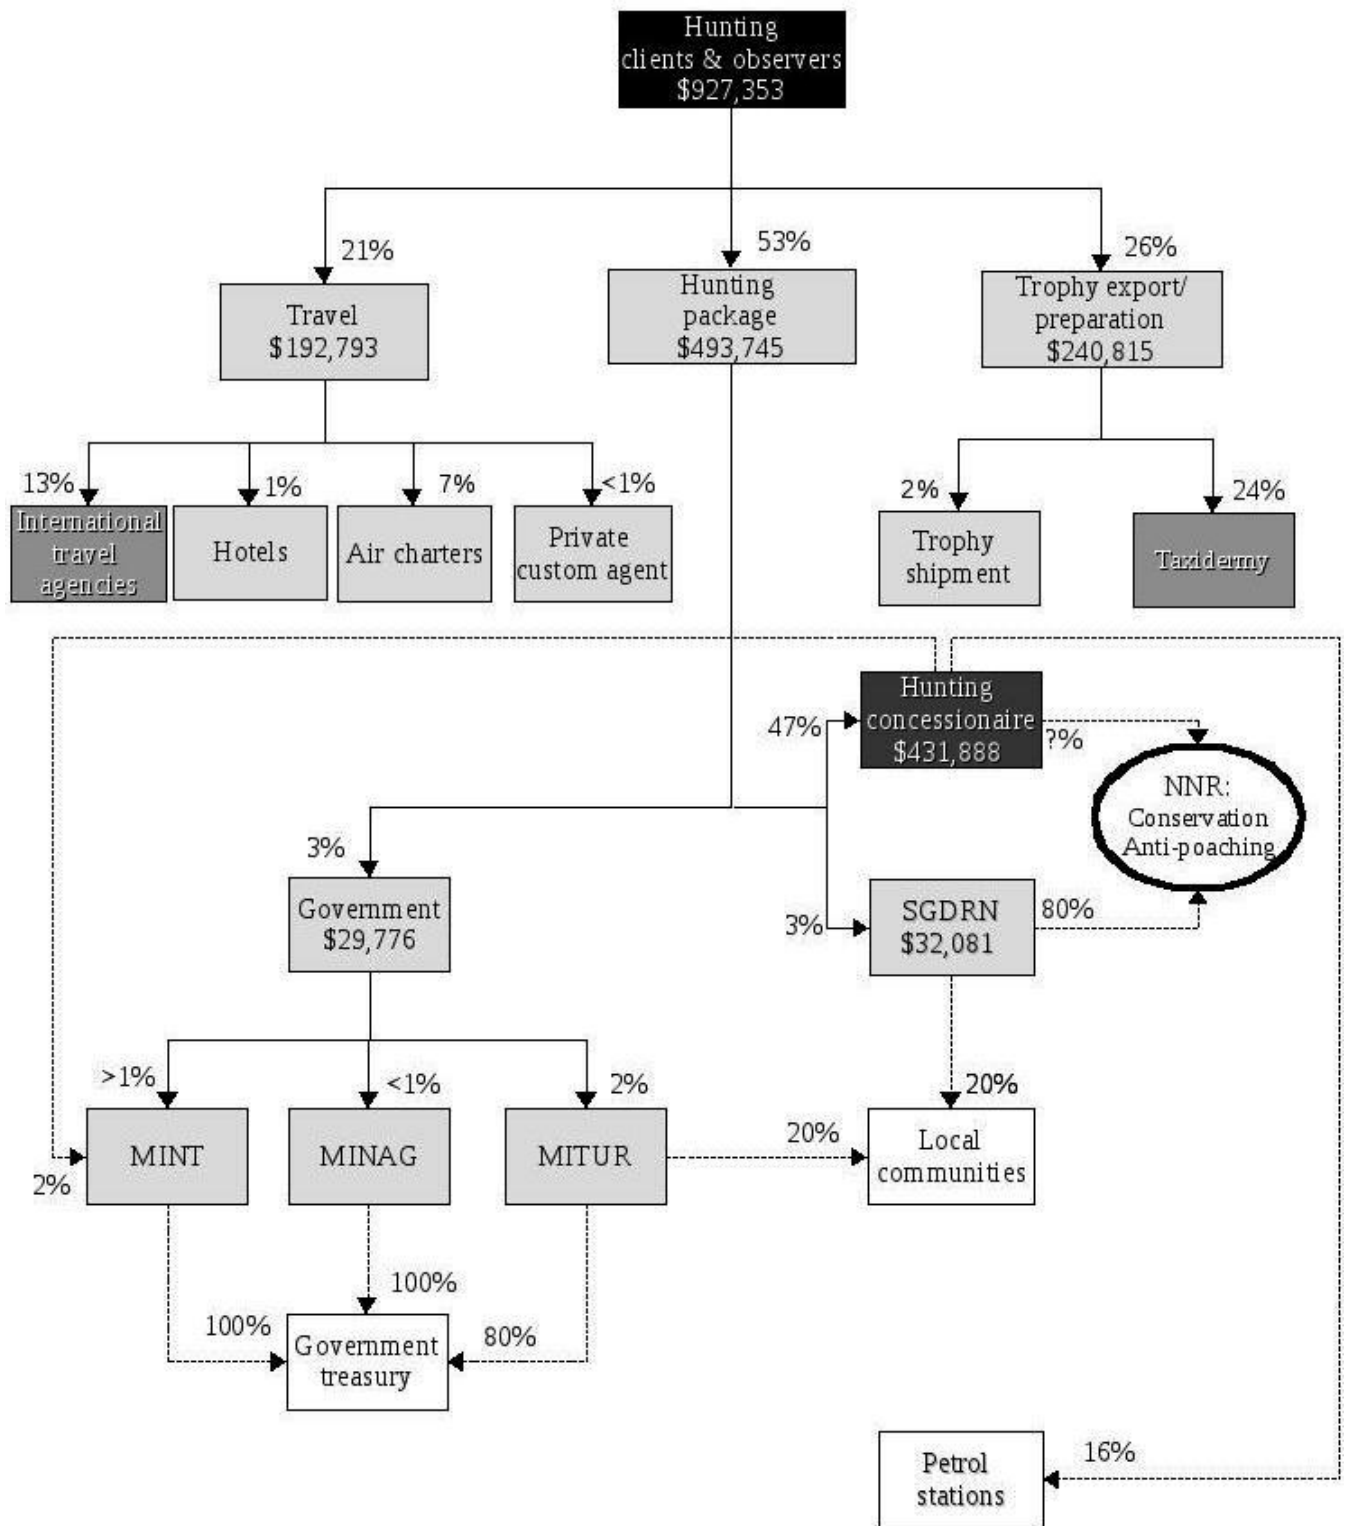 Hunting
clients & observers
$927,353
21%
53%
26%
Travel
$192,793
Hunting
package
$493,745
Trophy export/
preparation
$240,815
13%
1%
7%
<1%
2%
24%
International
travel
agencies
Hotels
Air charters
Private
custom agent
Trophy
shipment
Taxidermy
47%
Hunting
concessionaire
$431,888
?%
NNR:
Conservation
Anti-poaching
3%
Government
$29,776
3%
SGDRN
$32,081
80%
>1%
<1%
2%
20%
2%
MINT
MINAG
MITUR
20%
Local
communities
100%
100%
80%
Government
treasury
Petrol
stations
16%